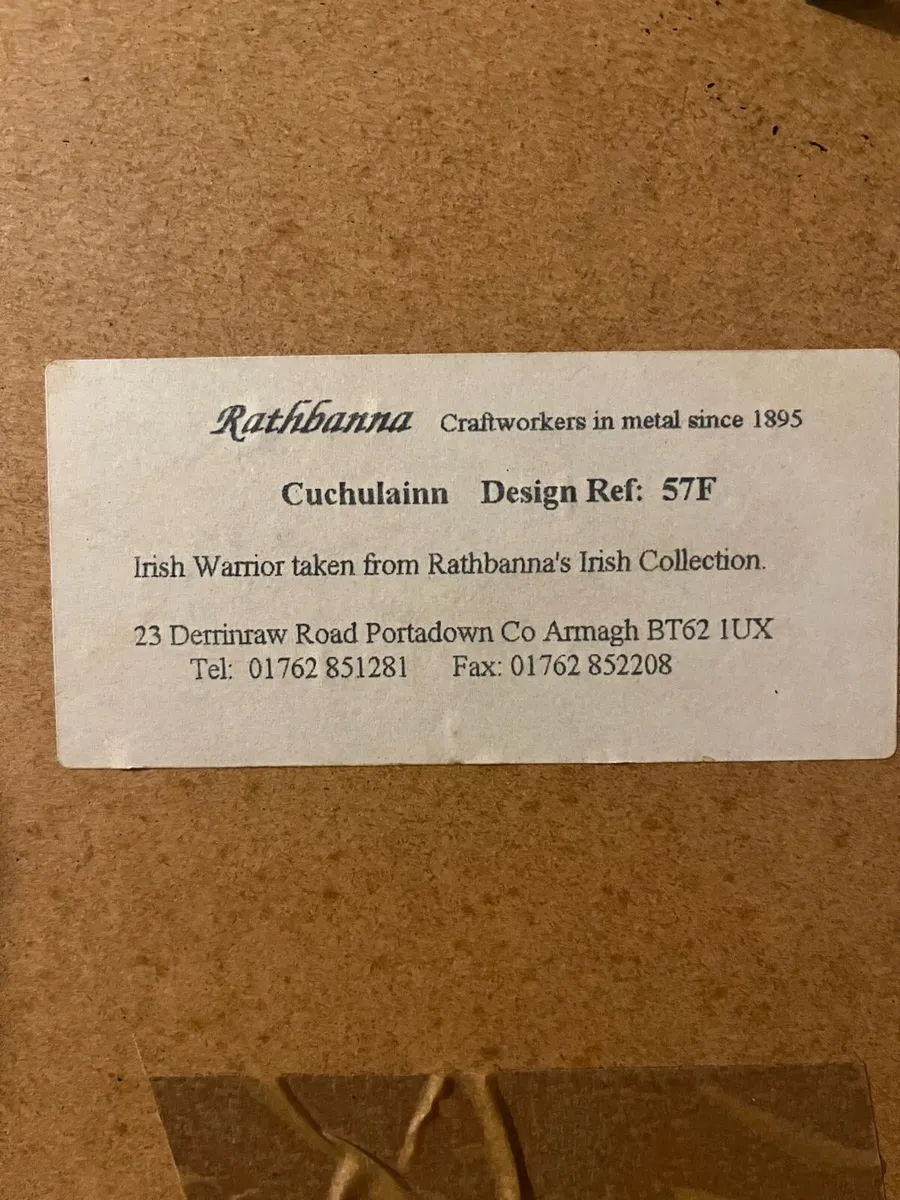 Rathbanna Craftworkers in metal since 1895
Cuchulainn Design Ref: 57F
Irish Warrior taken from Rathbanna's Irish Collection.
23 Derrinraw Road Portadown Co Armagh BT62 1UX
Tel: 01762 851281 Fax: 01762 852208